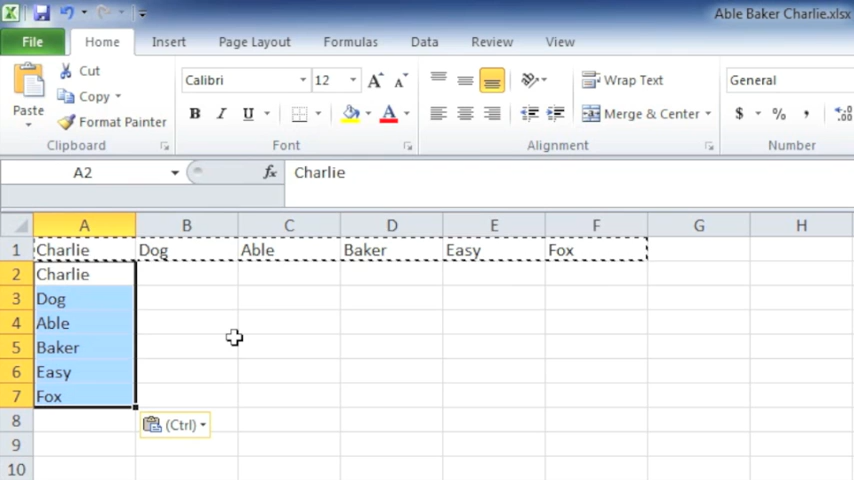 Able Baker Charlie.xlsx
File Home Insert Page Layout Formulas Data Review View
Paste
Cut
Copy
Format Painter
Clipboard
Calibri 12 A A
B I U A
Font
Wrap Text
Merge & Center
Alignment
General
$ % , .00
Number
A2 fx Charlie
A B C D E F G H
1 Charlie Dog Able Baker Easy Fox
2 Charlie
3 Dog
4 Able
5 Baker
6 Easy
7 Fox
8 (Ctrl)
9
10